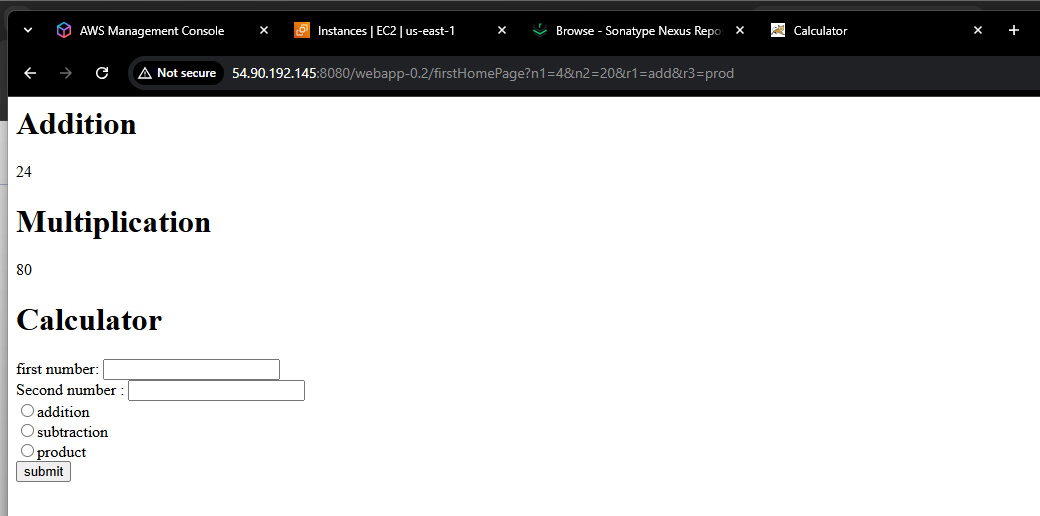 AWS Management Console
Instances | EC2 | us-east-1
Browse - Sonatype Nexus Repo
Calculator
Not secure 54.90.192.145:8080/webapp-0.2/firstHomePage?n1=4&n2=20&r1=add&r3=prod
Addition
24
Multiplication
80
Calculator
first number:
Second number :
addition
subtraction
product
submit